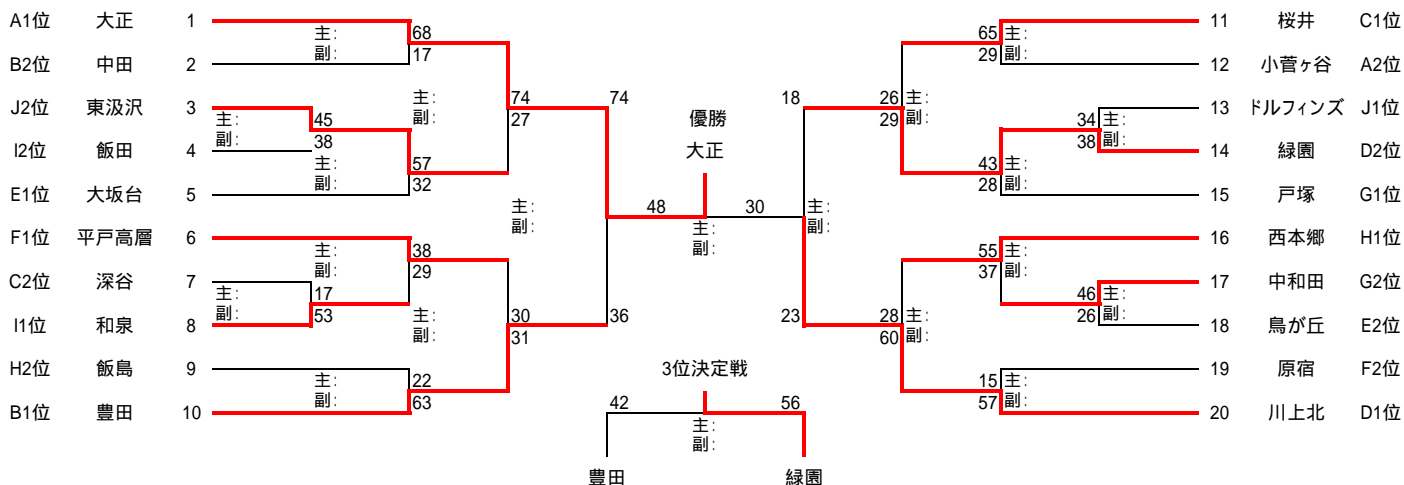 A1位 大正 1
B2位 中田 2
J2位 東汲沢 3
I2位 飯田 4
E1位 大坂台 5
F1位 平戸高層 6
C2位 深谷 7
I1位 和泉 8
H2位 飯島 9
B1位 豊田 10
主: 68
副: 17
主: 45
副: 38
主: 57
副: 32
主: 74
副: 27
主: 38
副: 29
主: 17
副: 53
主: 22
副: 63
主: 30
副: 31
74
36
主:
副:
優勝
大正
48 30
主:
副:
3位決定戦
42 56
主:
副:
豊田 緑園
18
23
主:
副:
65 主:
29 副:
34 主:
38 副:
43 主:
28 副:
26 主:
29 副:
55 主:
37 副:
46 主:
26 副:
15 主:
57 副:
28 主:
60 副:
11 桜井 C1位
12 小菅ヶ谷 A2位
13 ドルフィンズ J1位
14 緑園 D2位
15 戸塚 G1位
16 西本郷 H1位
17 中和田 G2位
18 鳥が丘 E2位
19 原宿 F2位
20 川上北 D1位